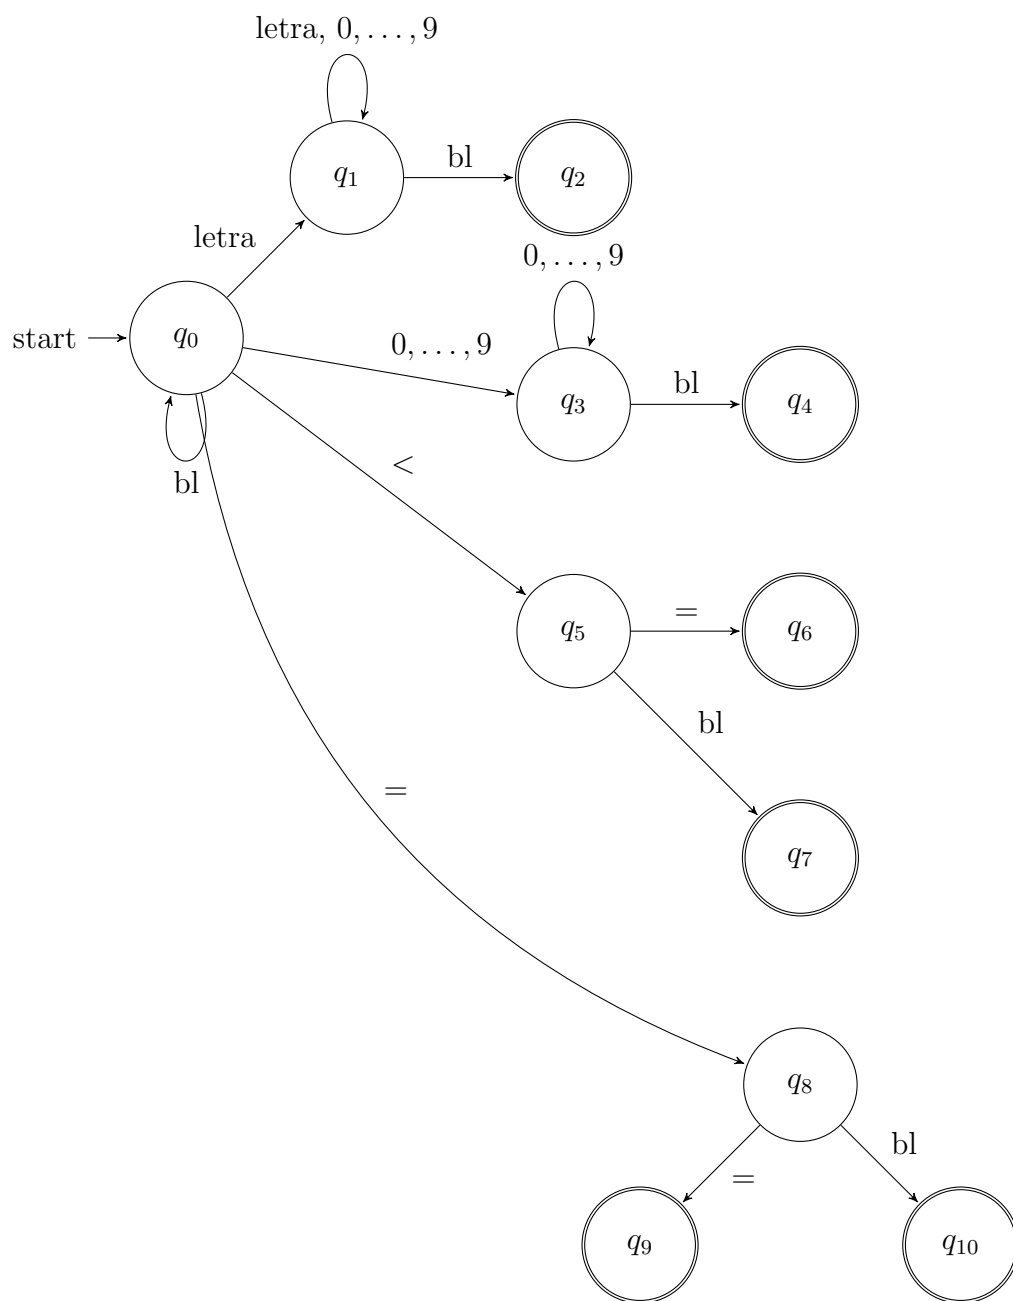 letra, 0, . . . , 9
q1
bl
q2
letra
0, . . . , 9
start
q0
0, . . . , 9
bl
q3
q4
<
bl
=
q5
q6
bl
=
q7
q8
bl
=
q9
q10